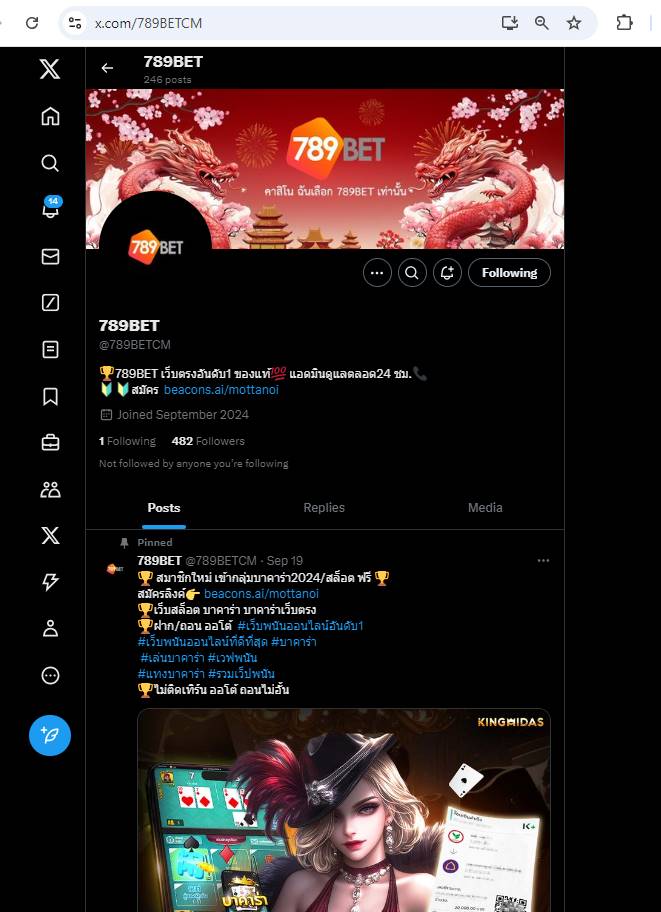 x.com/789BETCM
789BET
246 posts
789BET
คาสิโน ฉันเลือก 789BET เท่านั้น
789BET
14
Following
789BET
@789BETCM
🏆789BET เว็บตรงอันดับ1 ของแท้💯 แอดมินดูแลตลอด24 ชม.📞
🔰🔰สมัคร beacons.ai/mottanoi
Joined September 2024
1 Following 482 Followers
Not followed by anyone you're following
Posts Replies Media
Pinned
789BET @789BETCM · Sep 19
🏆 สมาชิกใหม่ เข้ากลุ่มบาคาร่า2024/สล็อต ฟรี 🏆
สมัครลิงค์👉 beacons.ai/mottanoi
🏆เว็บสล็อต บาคาร่า บาคาร่าเว็บตรง
🏆ฝาก/ถอน ออโต้ #เว็บพนันออนไลน์อันดับ1
#เว็บพนันออนไลน์ที่ดีที่สุด #บาคาร่า
#เล่นบาคาร่า #เวฟพนัน
#แทงบาคาร่า #รวมเว็ปพนัน
🏆ไม่ติดเทิร์น ออโต้ ถอนไม่อั้น
KINGMIDAS
K+
บาคาร่า